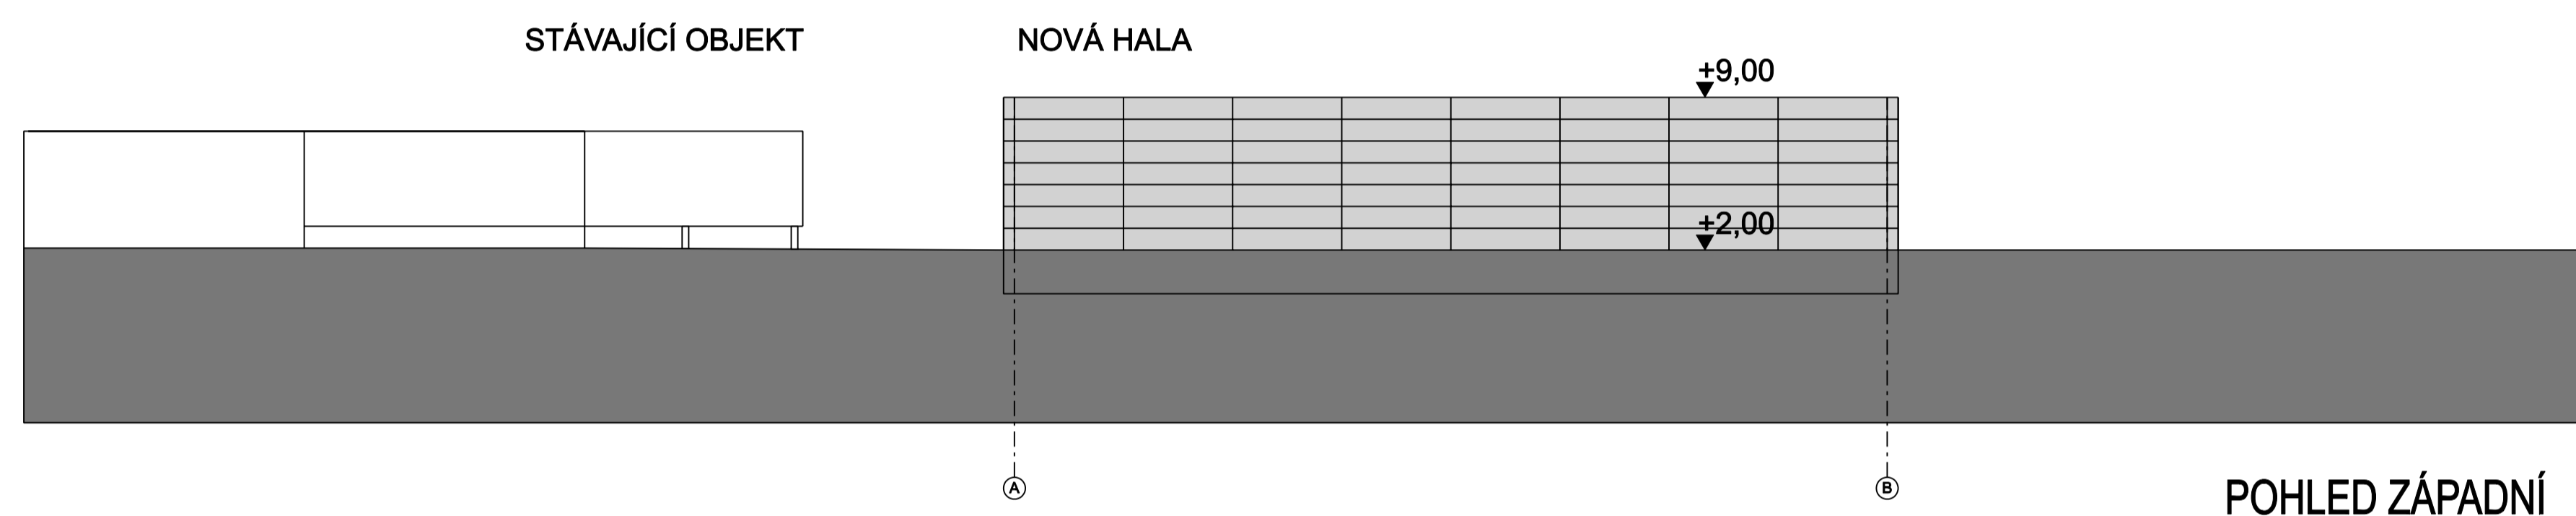 STÁVAJÍCÍ OBJEKT
NOVÁ HALA
+9,00
+2,00
A
B
POHLED ZÁPADNÍ